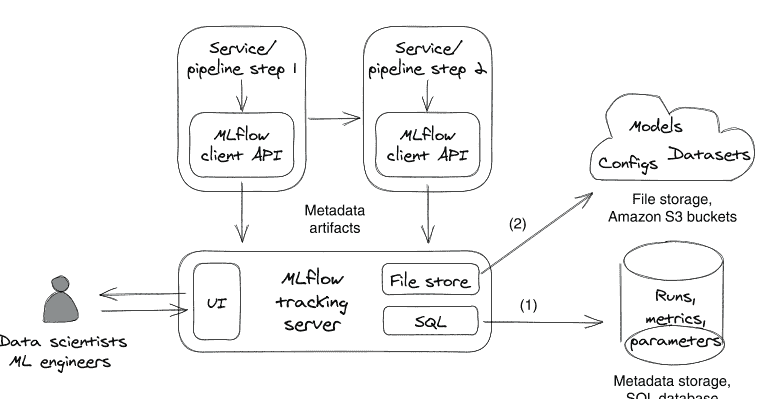 Service/
pipeline step 1
MLflow
client API
Service/
pipeline step 2
MLflow
client API
Models
Configs Datasets
File storage,
Amazon S3 buckets
Metadata
artifacts
(2)
UI
MLflow
tracking
server
File store
SQL
(1)
Runs,
metrics,
parameters
Data scientists
ML engineers
Metadata storage,
SQL database